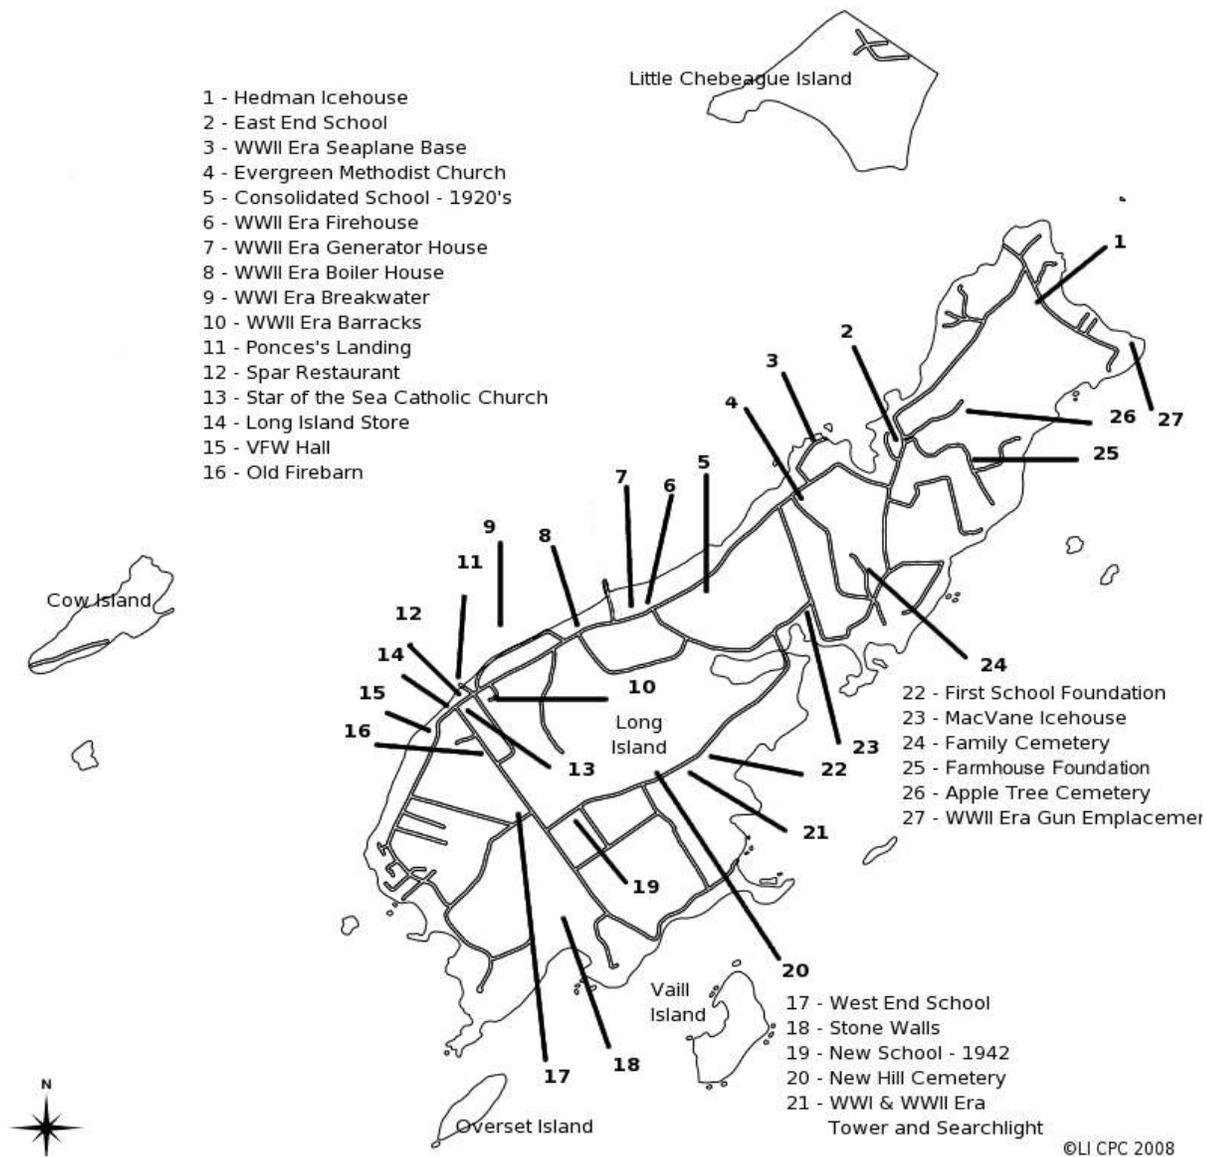 Little Chebeague Island
1 - Hedman Icehouse
2 - East End School
3 - WWII Era Seaplane Base
4 - Evergreen Methodist Church
5 - Consolidated School - 1920's
6 - WWII Era Firehouse
7 - WWII Era Generator House
8 - WWII Era Boiler House
9 - WWI Era Breakwater
10 - WWII Era Barracks
11 - Ponces's Landing
12 - Spar Restaurant
13 - Star of the Sea Catholic Church
14 - Long Island Store
15 - VFW Hall
16 - Old Firebarn
1
2
3
4
26
27
25
5
7
6
9
8
11
Cow Island
12
14
24
10
15
22 - First School Foundation
23 - MacVane Icehouse
24 - Family Cemetery
25 - Farmhouse Foundation
26 - Apple Tree Cemetery
27 - WWII Era Gun Emplacemer
Long
Island
16
23
13
22
21
19
20
Vaill
Island
17 - West End School
18 - Stone Walls
19 - New School - 1942
20 - New Hill Cemetery
21 - WWI & WWII Era
Tower and Searchlight
18
17
N
Overset Island
©LI CPC 2008